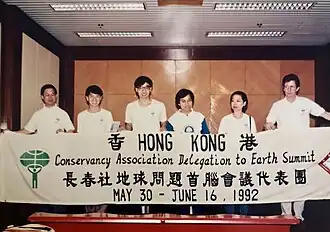 香 HONG KONG 港
Conservancy Association Delegation to Earth Summit
長春社地球問題首腦會議代表團
MAY 30 - JUNE 16, 1992